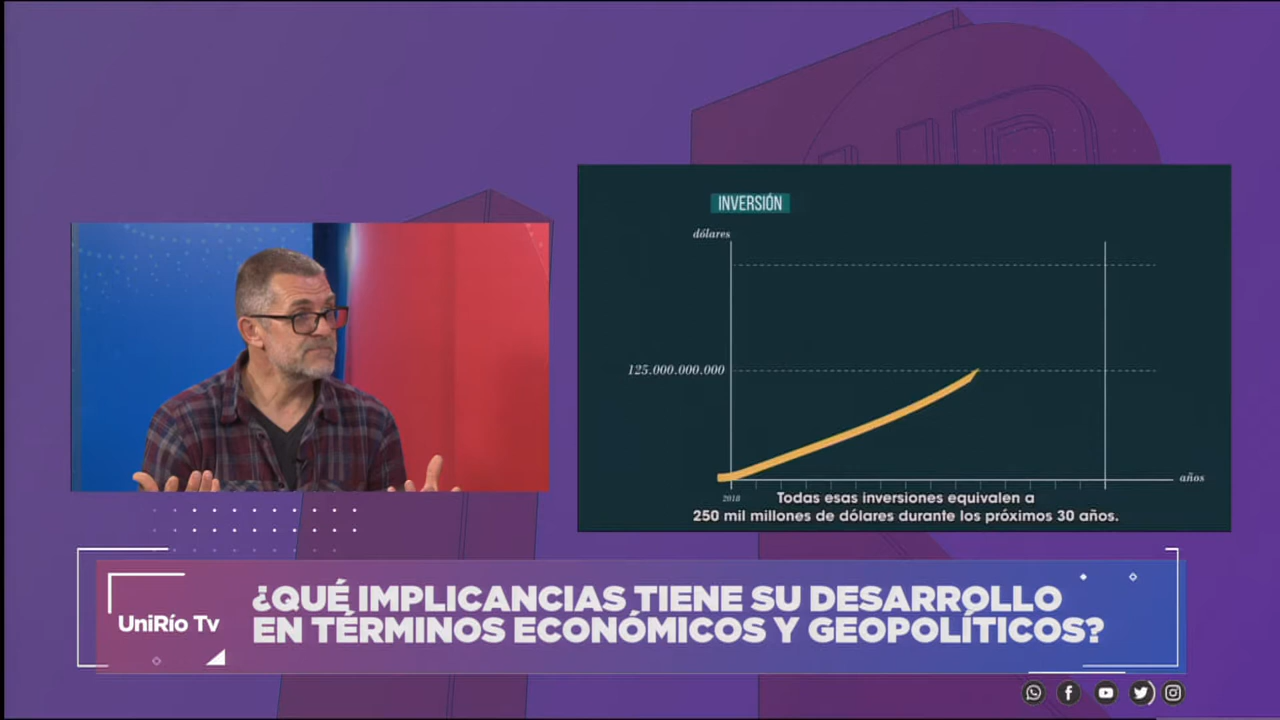 INVERSIÓN
dólares
125.000.000.000
años
2018
Todas esas inversiones equivalen a
250 mil millones de dólares durante los próximos 30 años.
UniRío Tv
¿QUÉ IMPLICANCIAS TIENE SU DESARROLLO
EN TÉRMINOS ECONÓMICOS Y GEOPOLÍTICOS?